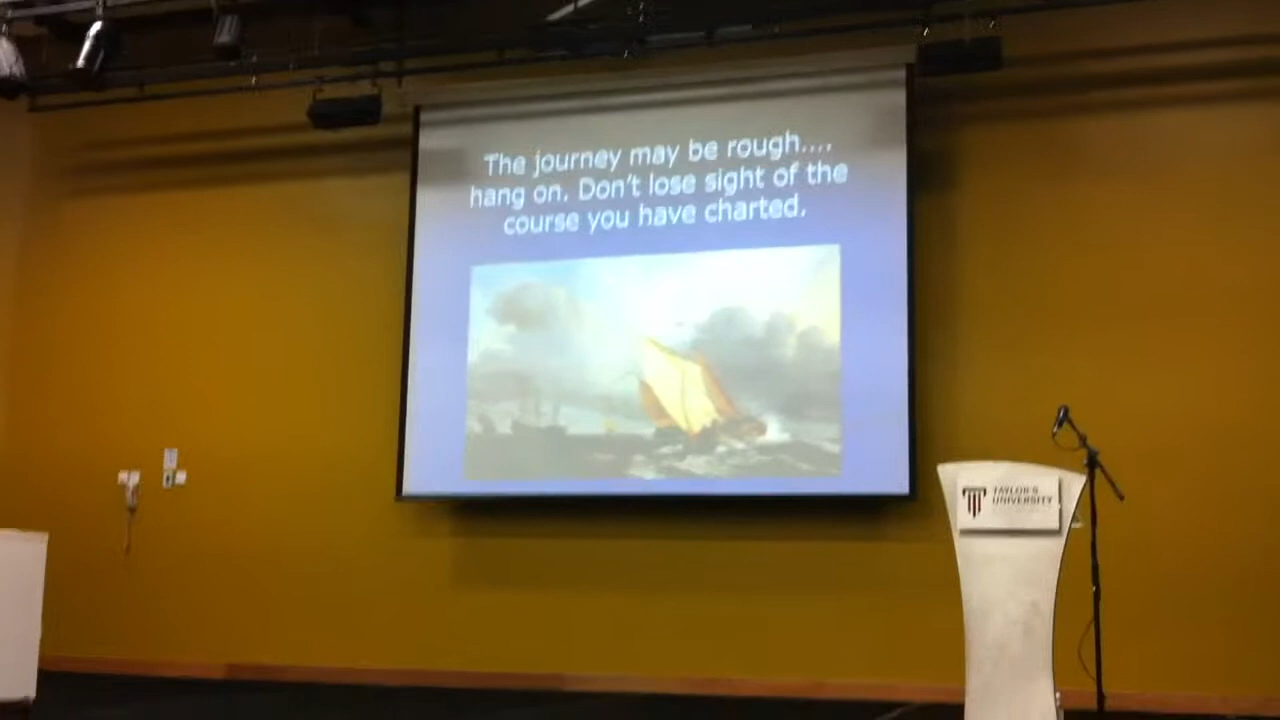 The journey may be rough....
hang on. Don't lose sight of the
course you have charted.
TAYLOR'S
UNIVERSITY